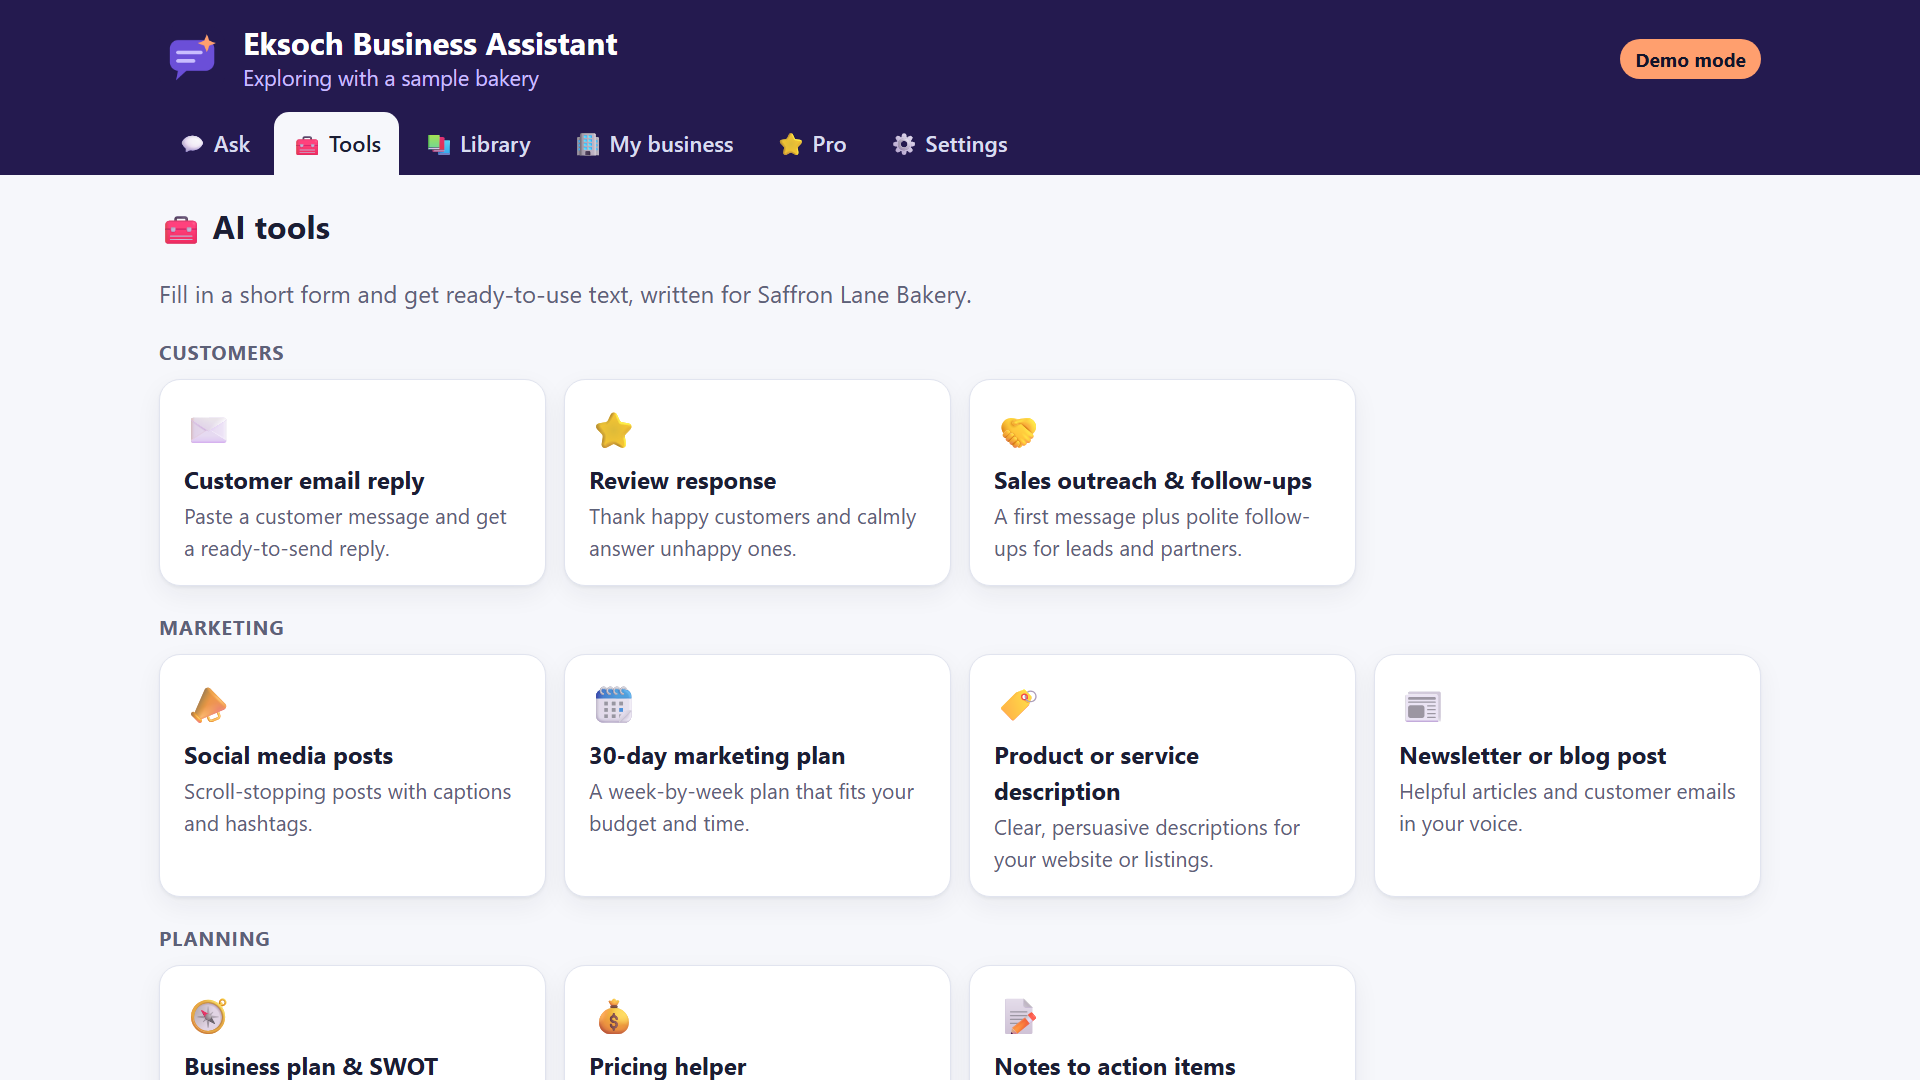 Eksoch Business Assistant
Exploring with a sample bakery
Demo mode
Ask
Tools
Library
My business
Pro
Settings
AI tools
Fill in a short form and get ready-to-use text, written for Saffron Lane Bakery.
CUSTOMERS
Customer email reply
Paste a customer message and get
a ready-to-send reply.
Review response
Thank happy customers and calmly
answer unhappy ones.
Sales outreach & follow-ups
A first message plus polite follow-
ups for leads and partners.
MARKETING
Social media posts
Scroll-stopping posts with captions
and hashtags.
30-day marketing plan
A week-by-week plan that fits your
budget and time.
Product or service
description
Clear, persuasive descriptions for
your website or listings.
Newsletter or blog post
Helpful articles and customer emails
in your voice.
PLANNING
Business plan & SWOT
Pricing helper
Notes to action items